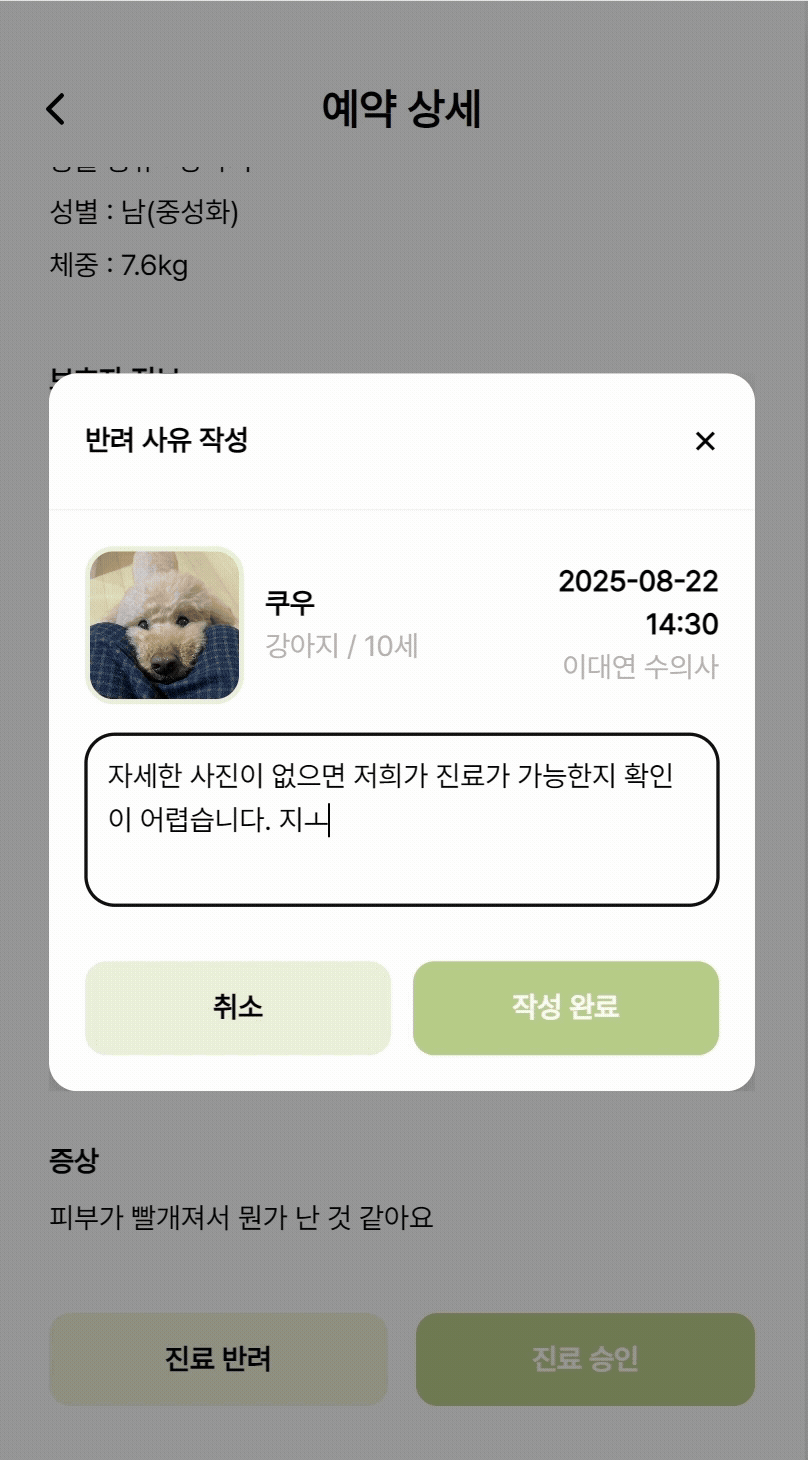 예약 상세
성별 : 남(중성화)
체중 : 7.6kg
반려 사유 작성
쿠우
강아지 / 10세
2025-08-22
14:30
이대연 수의사
자세한 사진이 없으면 저희가 진료가 가능한지 확인
이 어렵습니다. 지ㅗ
취소
작성 완료
증상
피부가 빨개져서 뭔가 난 것 같아요
진료 반려
진료 승인